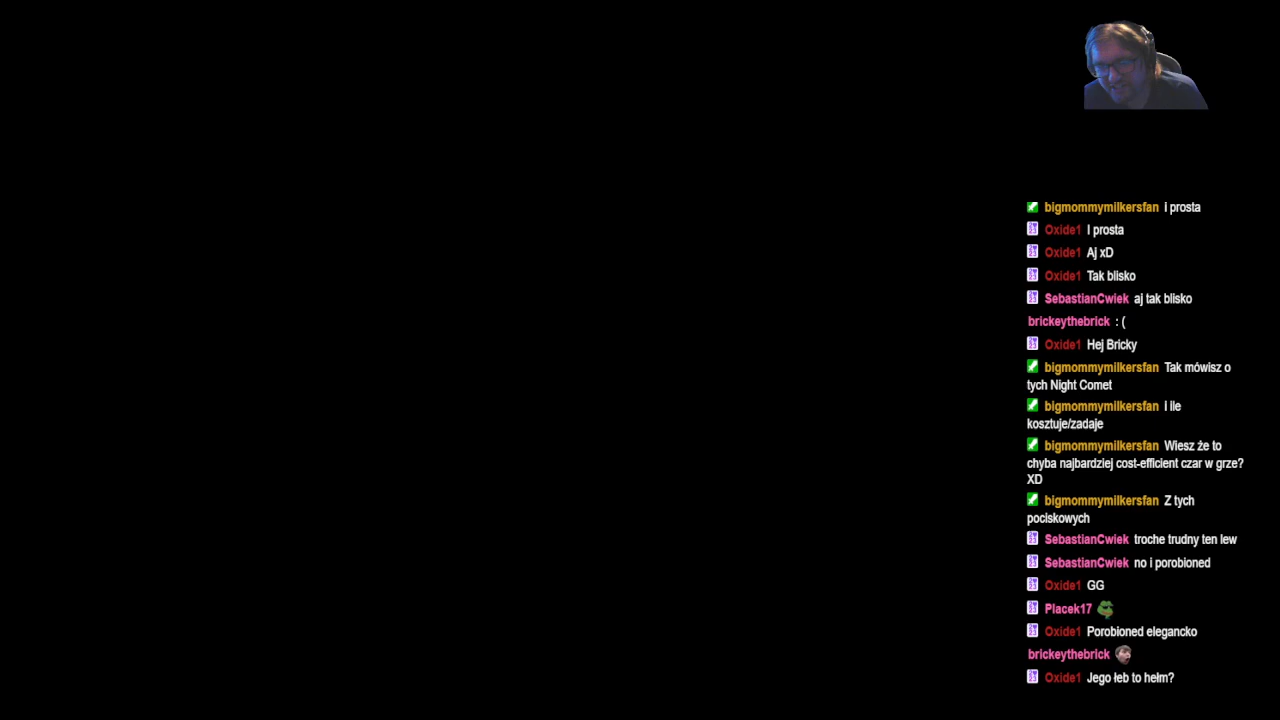 bigmommymilkersfan i prosta
Oxide1 I prosta
Oxide1 Aj xD
Oxide1 Tak blisko
SebastianCwiek aj tak blisko
brickeythebrick : (
Oxide1 Hej Bricky
bigmommymilkersfan Tak mówisz o
tych Night Comet
bigmommymilkersfan i ile
kosztuje/zadaje
bigmommymilkersfan Wiesz że to
chyba najbardziej cost-efficient czar w grze?
XD
bigmommymilkersfan Z tych
pociskowych
SebastianCwiek troche trudny ten lew
SebastianCwiek no i porobioned
Oxide1 GG
Placek17
Oxide1 Porobioned elegancko
brickeythebrick
Oxide1 Jego łeb to hełm?